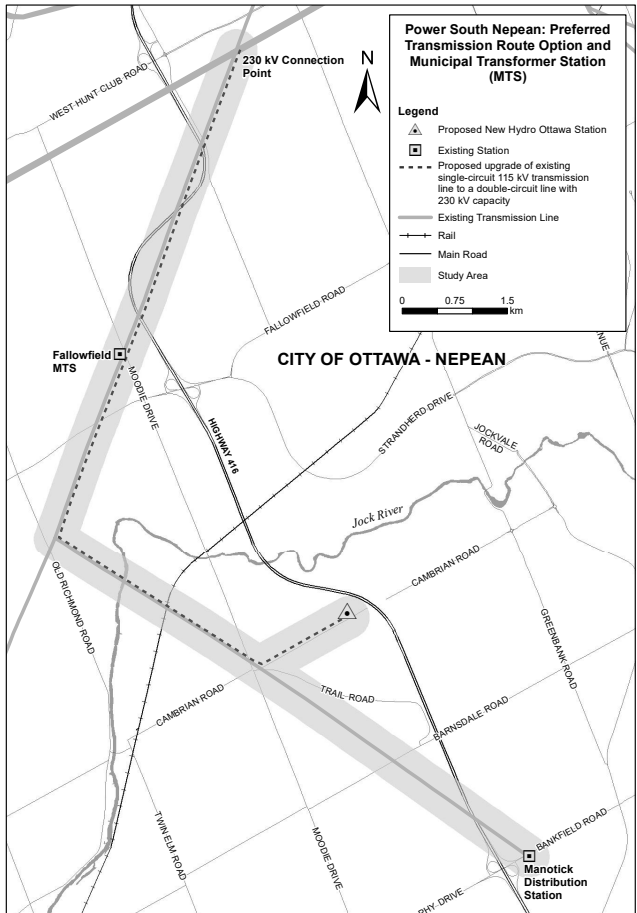 Power South Nepean: Preferred
Transmission Route Option and
Municipal Transformer Station
(MTS)
Legend
Proposed New Hydro Ottawa Station
Existing Station
Proposed upgrade of existing
single-circuit 115 kV transmission
line to a double-circuit line with
230 kV capacity
Existing Transmission Line
Rail
Main Road
Study Area
0 0.75 1.5
km
N
230 kV Connection
Point
WEST HUNT CLUB ROAD
FALLOWFIELD ROAD
Fallowfield
MTS
MOODIE DRIVE
CITY OF OTTAWA - NEPEAN
HIGHWAY 416
STRANDHERD DRIVE
JOCKVALE
ROAD
Jock River
OLD RICHMOND ROAD
CAMBRIAN ROAD
GREENBANK ROAD
CAMBRIAN ROAD
TRAIL ROAD
BARNSDALE ROAD
TWIN ELM ROAD
MOODIE DRIVE
BANKFIELD ROAD
Manotick
Distribution
Station
PHY DRIVE
NUE